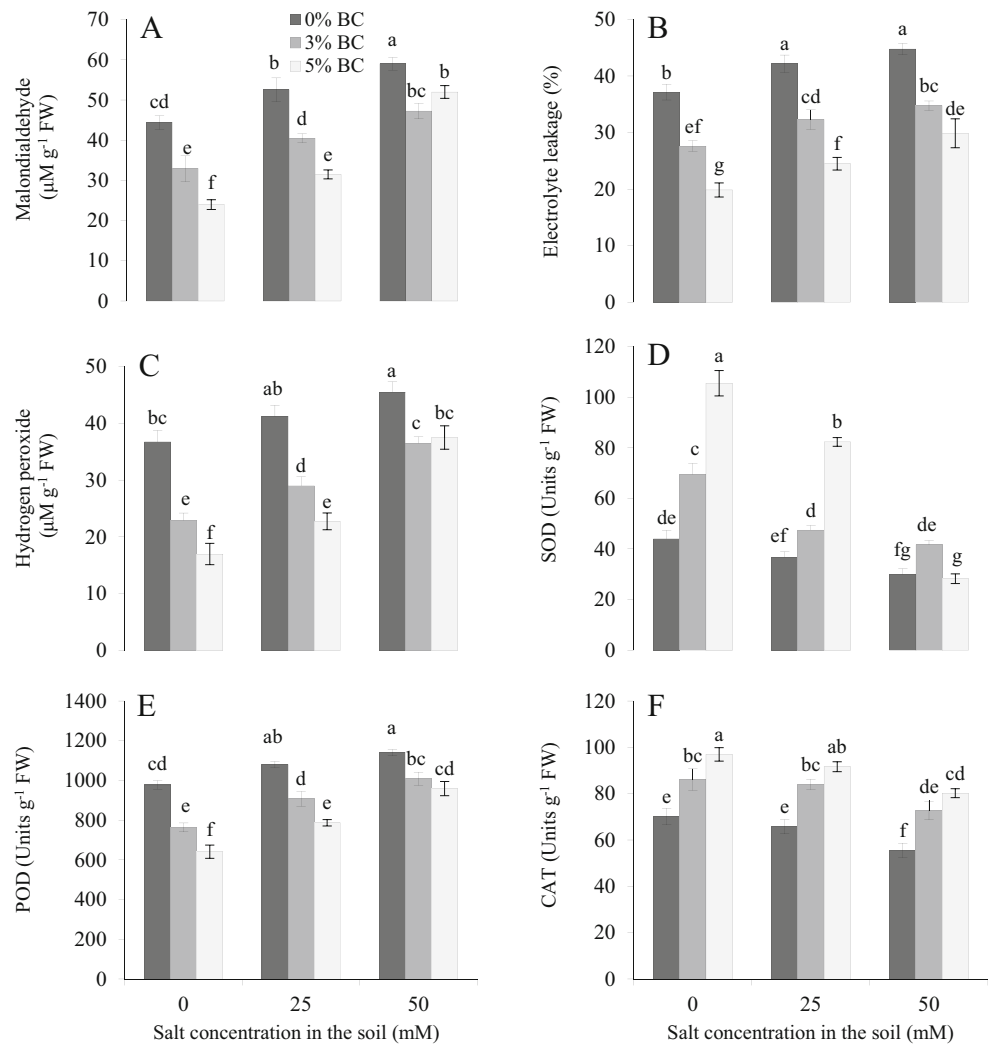 A
0% BC
3% BC
5% BC
Malondialdehyde
(µM g-1 FW)
70
60
50
40
30
20
10
0
cd
e
f
b
d
e
a
bc
b
B
Electrolyte leakage (%)
50
40
30
20
10
0
b
ef
g
a
cd
f
a
bc
de
C
Hydrogen peroxide
(µM g-1 FW)
50
40
30
20
10
0
bc
e
f
ab
d
e
a
c
bc
D
SOD (Units g-1 FW)
120
100
80
60
40
20
0
de
c
a
ef
d
b
fg
de
g
E
POD (Units g-1 FW)
1400
1200
1000
800
600
400
200
0
cd
e
f
ab
d
e
a
bc
cd
0
25
50
Salt concentration in the soil (mM)
F
CAT (Units g-1 FW)
120
100
80
60
40
20
0
e
bc
a
e
bc
ab
f
de
cd
0
25
50
Salt concentration in the soil (mM)